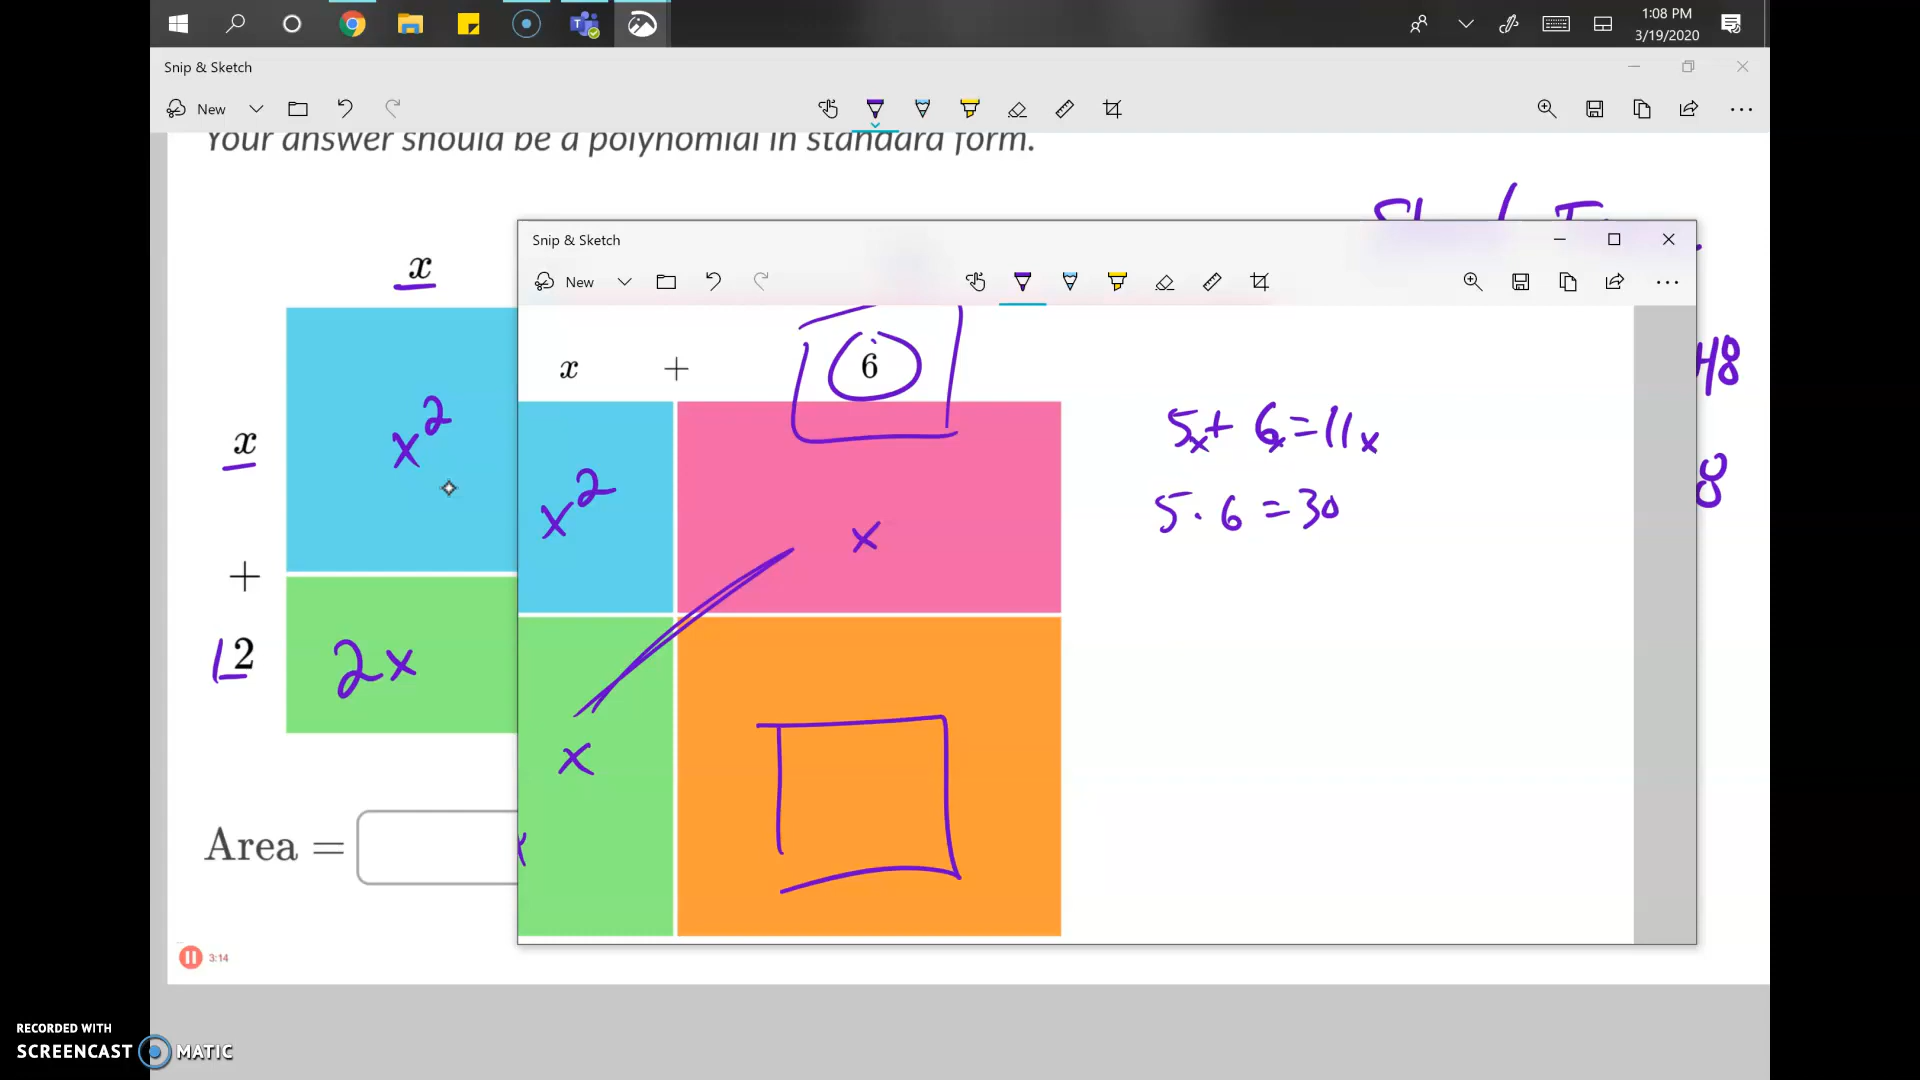 1:08 PM
3/19/2020
Snip & Sketch
New
Your answer should be a polynomial in standard form.
x
Snip & Sketch
New
x + 6
48
x
x²
x²
x
5x + 6x = 11x
5 · 6 = 30
8
+
2
2x
x
Area =
3:14
RECORDED WITH
SCREENCAST MATIC